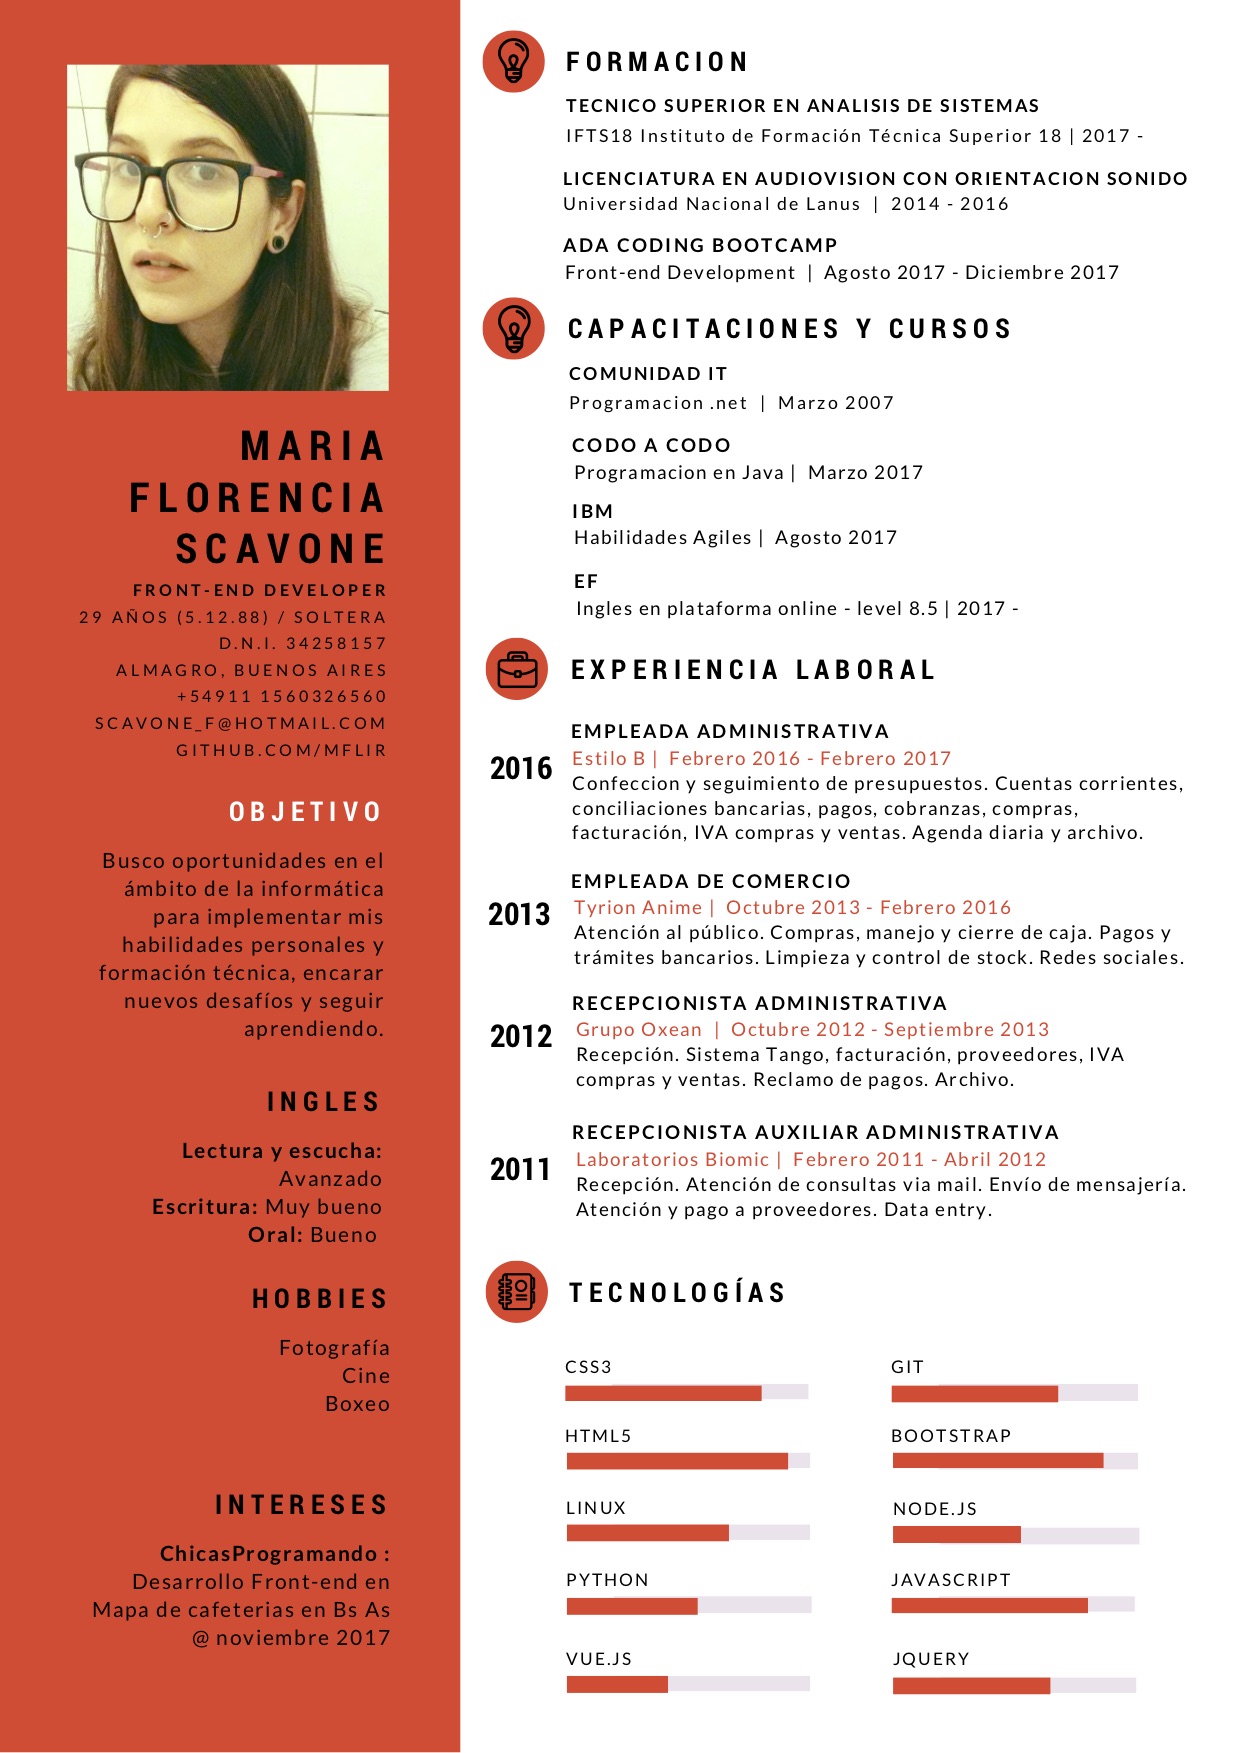 MARIA
FLORENCIA
SCAVONE
FRONT-END DEVELOPER
29 AÑOS (5.12.88) / SOLTERA
D.N.I. 34258157
ALMAGRO, BUENOS AIRES
+54911 1560326560
SCAVONE_F@HOTMAIL.COM
GITHUB.COM/MFLIR
OBJETIVO
Busco oportunidades en el
ámbito de la informática
para implementar mis
habilidades personales y
formación técnica, encarar
nuevos desafíos y seguir
aprendiendo.
INGLES
Lectura y escucha:
Avanzado
Escritura: Muy bueno
Oral: Bueno
HOBBIES
Fotografía
Cine
Boxeo
INTERESES
ChicasProgramando :
Desarrollo Front-end en
Mapa de cafeterias en Bs As
@ noviembre 2017
FORMACION
TECNICO SUPERIOR EN ANALISIS DE SISTEMAS
IFTS18 Instituto de Formación Técnica Superior 18 | 2017 -
LICENCIATURA EN AUDIOVISION CON ORIENTACION SONIDO
Universidad Nacional de Lanus | 2014 - 2016
ADA CODING BOOTCAMP
Front-end Development | Agosto 2017 - Diciembre 2017
CAPACITACIONES Y CURSOS
COMUNIDAD IT
Programacion .net | Marzo 2007
CODO A CODO
Programacion en Java | Marzo 2017
IBM
Habilidades Agiles | Agosto 2017
EF
Ingles en plataforma online - level 8.5 | 2017 -
EXPERIENCIA LABORAL
EMPLEADA ADMINISTRATIVA
2016
Estilo B | Febrero 2016 - Febrero 2017
Confeccion y seguimiento de presupuestos. Cuentas corrientes,
conciliaciones bancarias, pagos, cobranzas, compras,
facturación, IVA compras y ventas. Agenda diaria y archivo.
EMPLEADA DE COMERCIO
2013
Tyrion Anime | Octubre 2013 - Febrero 2016
Atención al público. Compras, manejo y cierre de caja. Pagos y
trámites bancarios. Limpieza y control de stock. Redes sociales.
RECEPCIONISTA ADMINISTRATIVA
2012
Grupo Oxean | Octubre 2012 - Septiembre 2013
Recepción. Sistema Tango, facturación, proveedores, IVA
compras y ventas. Reclamo de pagos. Archivo.
RECEPCIONISTA AUXILIAR ADMINISTRATIVA
2011
Laboratorios Biomic | Febrero 2011 - Abril 2012
Recepción. Atención de consultas via mail. Envío de mensajería.
Atención y pago a proveedores. Data entry.
TECNOLOGÍAS
CSS3
GIT
HTML5
BOOTSTRAP
LINUX
NODE.JS
PYTHON
JAVASCRIPT
VUE.JS
JQUERY